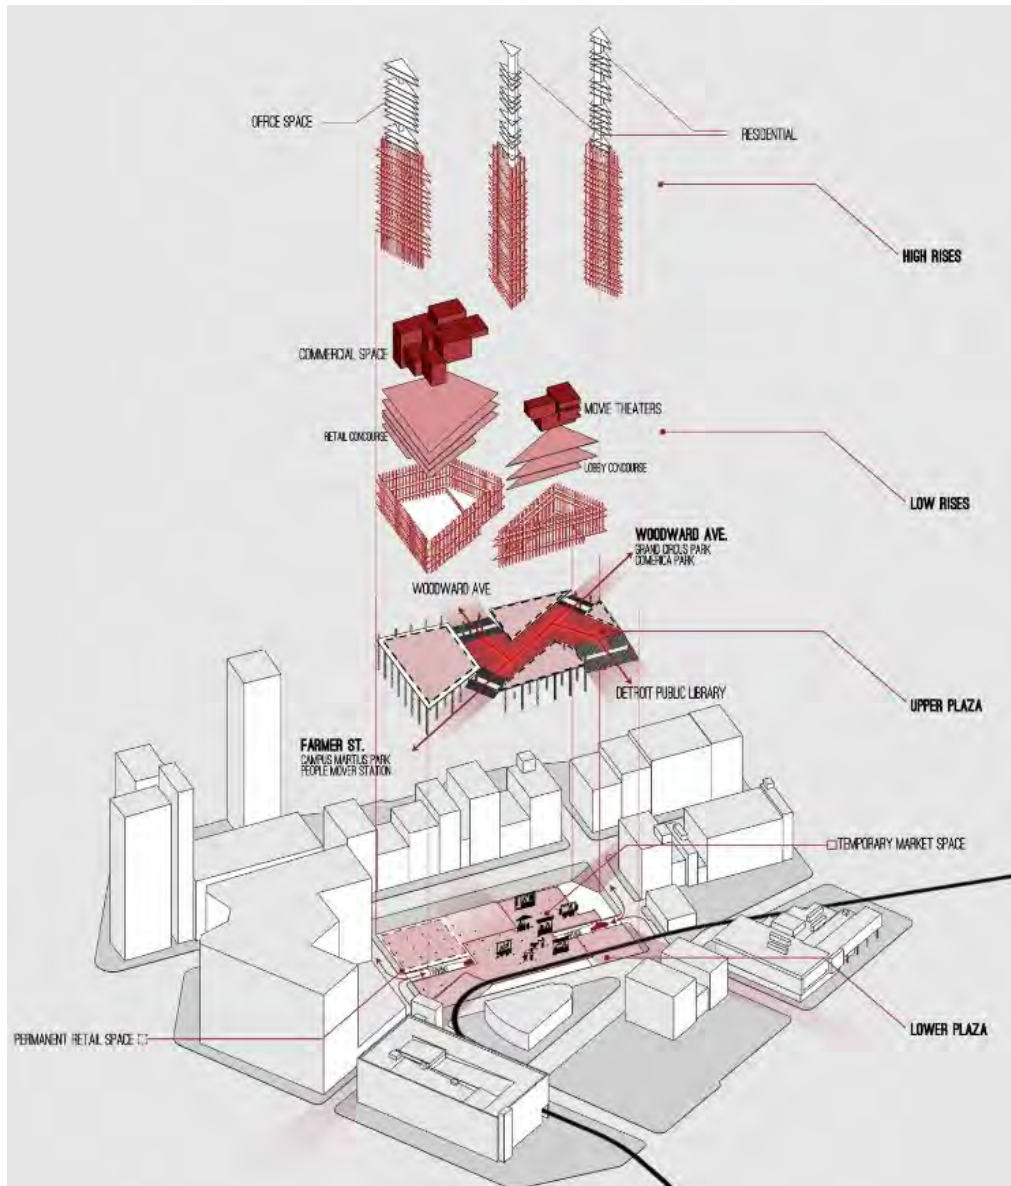 OFFICE SPACE
RESIDENTIAL
HIGH RISES
COMMERCIAL SPACE
MOVIE THEATERS
RETAIL CONCOURSE
LOBBY CONCOURSE
LOW RISES
WOODWARD AVE.
GRAND CIRCUS PARK
COMERICA PARK
WOODWARD AVE.
DETROIT PUBLIC LIBRARY
UPPER PLAZA
FARMER ST.
CAMPUS MARTIUS PARK
PEOPLE MOVER STATION
TEMPORARY MARKET SPACE
LOWER PLAZA
PERMANENT RETAIL SPACE